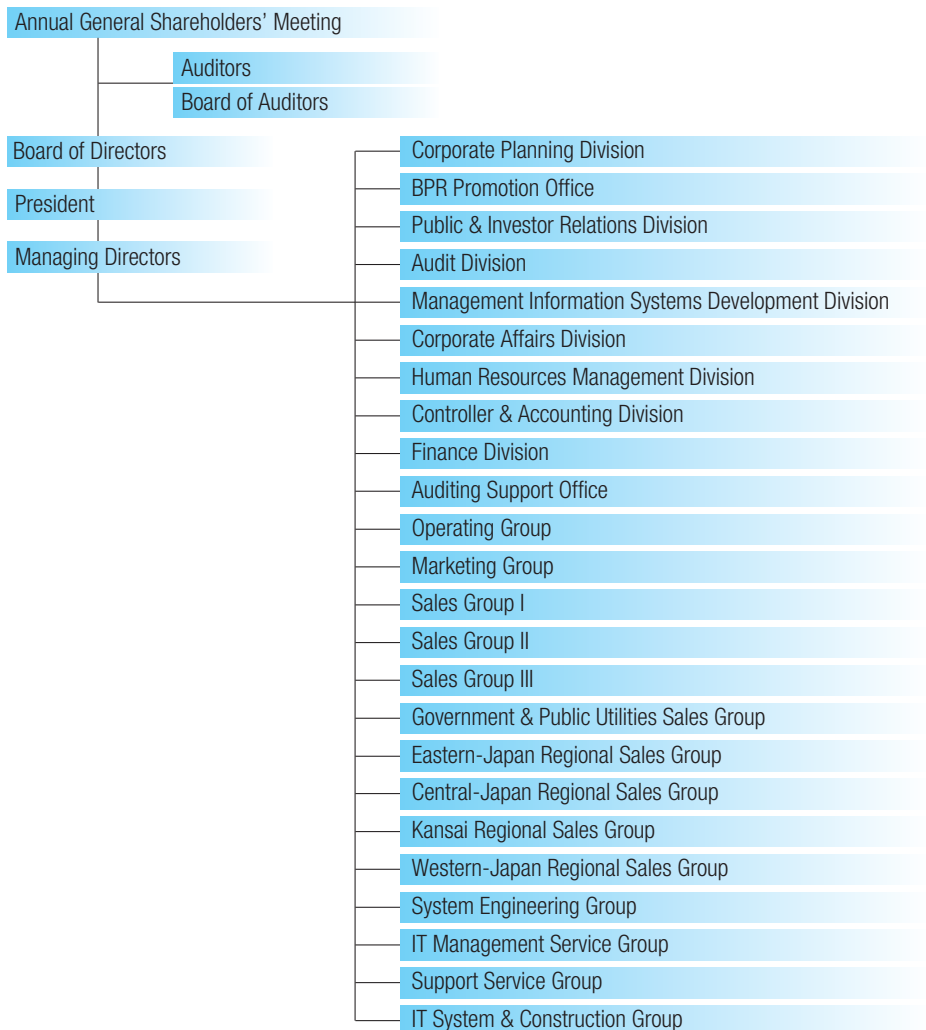 Annual General Shareholders’ Meeting
Auditors
Board of Auditors
Board of Directors
President
Managing Directors
Corporate Planning Division
BPR Promotion Office
Public & Investor Relations Division
Audit Division
Management Information Systems Development Division
Corporate Affairs Division
Human Resources Management Division
Controller & Accounting Division
Finance Division
Auditing Support Office
Operating Group
Marketing Group
Sales Group I
Sales Group II
Sales Group III
Government & Public Utilities Sales Group
Eastern-Japan Regional Sales Group
Central-Japan Regional Sales Group
Kansai Regional Sales Group
Western-Japan Regional Sales Group
System Engineering Group
IT Management Service Group
Support Service Group
IT System & Construction Group